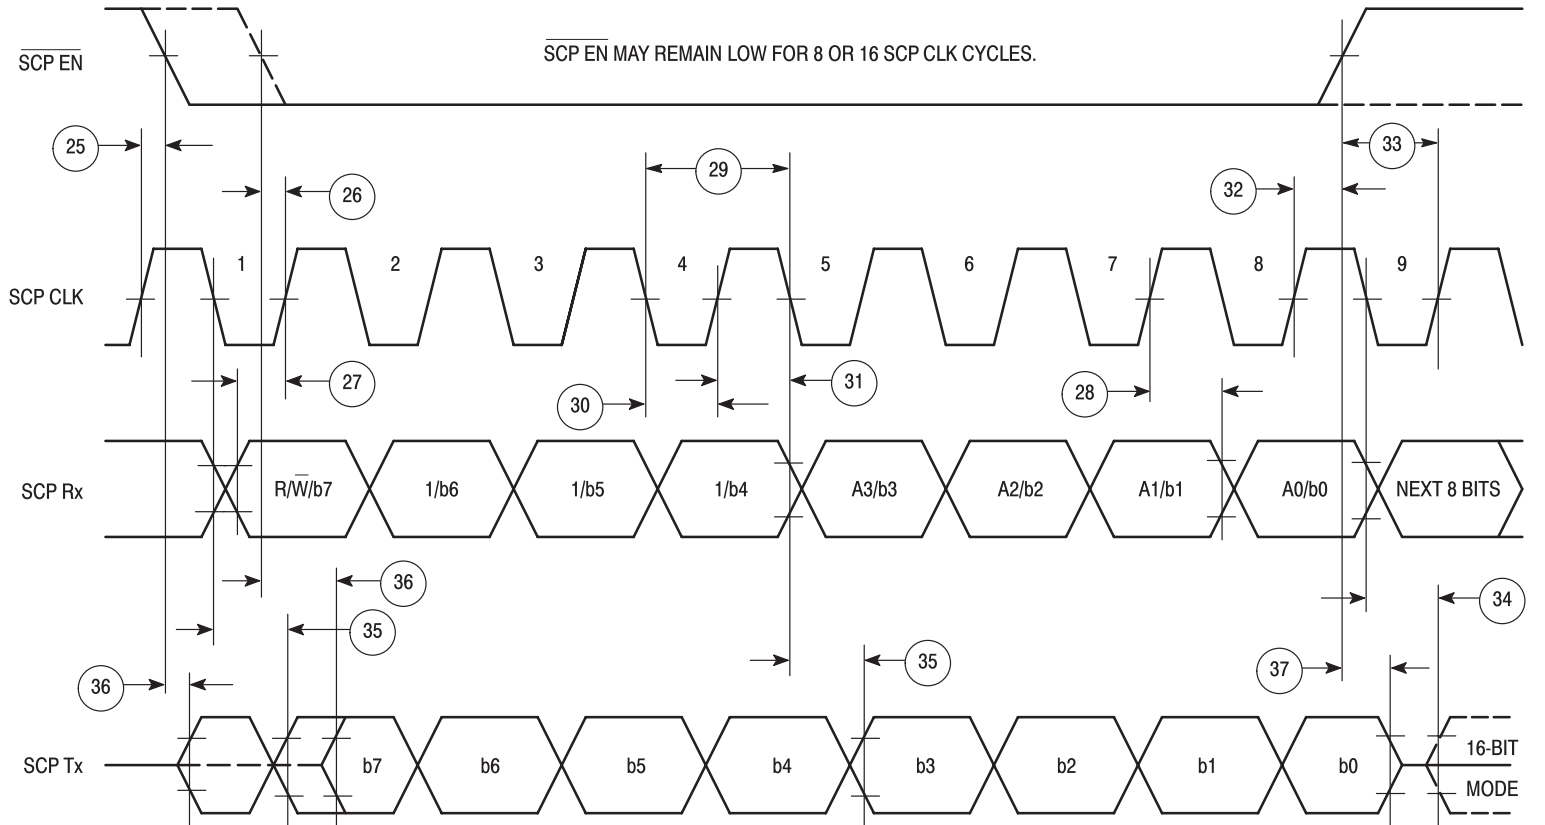 SCP EN
SCP EN MAY REMAIN LOW FOR 8 OR 16 SCP CLK CYCLES.
25
26
29
32
33
SCP CLK
1 2 3 4 5 6 7 8 9
27
30
31
28
SCP Rx
R/W/b7 1/b6 1/b5 1/b4 A3/b3 A2/b2 A1/b1 A0/b0 NEXT 8 BITS
36
35
34
36
35
37
SCP Tx
b7 b6 b5 b4 b3 b2 b1 b0
16-BIT
MODE